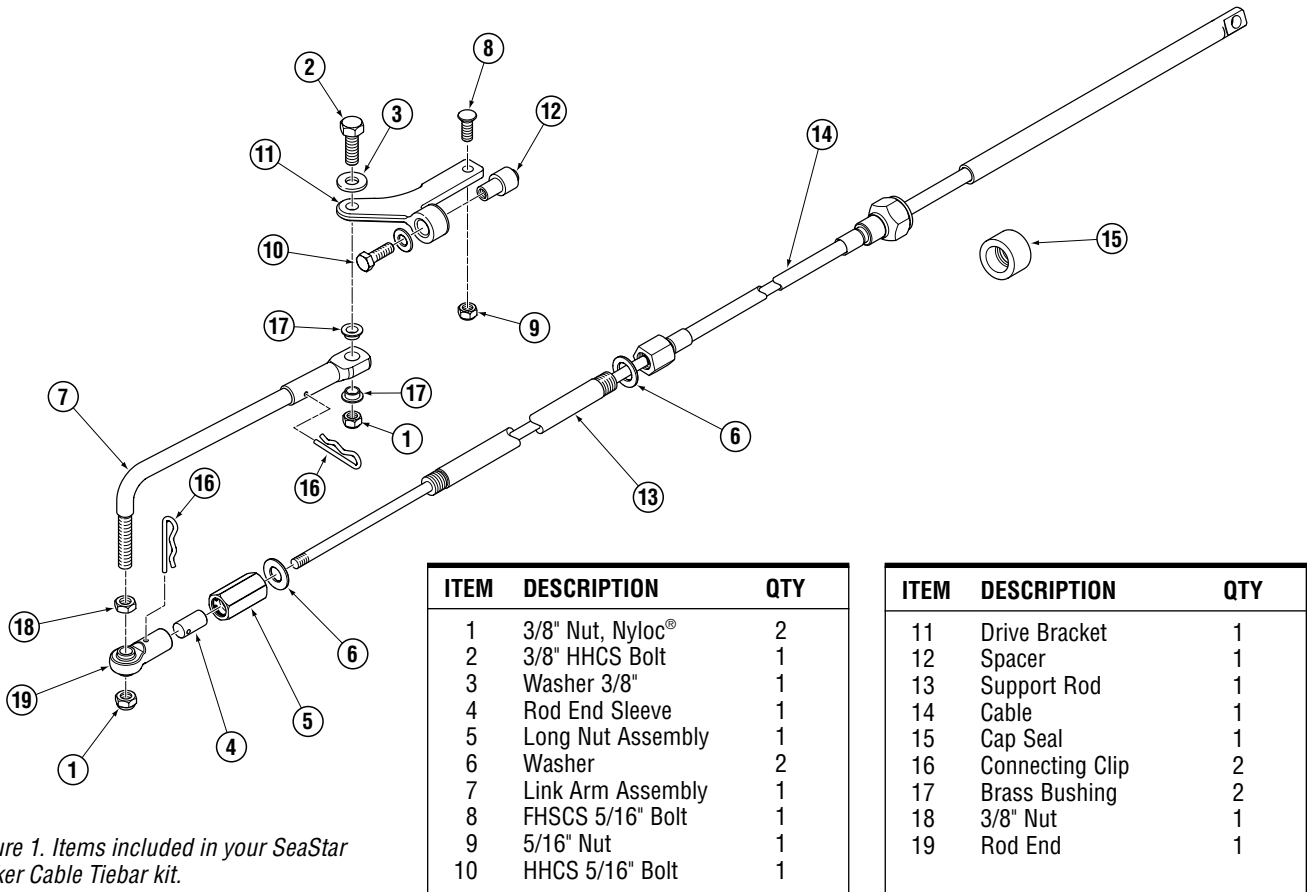 2
8
3
12
11
14
10
15
17
9
7
17
6
1
16
16
13
18
6
19
5
4
1
ITEM DESCRIPTION QTY
1 3/8" Nut, Nyloc® 2
2 3/8" HHCS Bolt 1
3 Washer 3/8" 1
4 Rod End Sleeve 1
5 Long Nut Assembly 1
6 Washer 2
7 Link Arm Assembly 1
8 FHSCS 5/16" Bolt 1
9 5/16" Nut 1
10 HHCS 5/16" Bolt 1
ITEM DESCRIPTION QTY
11 Drive Bracket 1
12 Spacer 1
13 Support Rod 1
14 Cable 1
15 Cap Seal 1
16 Connecting Clip 2
17 Brass Bushing 2
18 3/8" Nut 1
19 Rod End 1
ure 1. Items included in your SeaStar
ker Cable Tiebar kit.